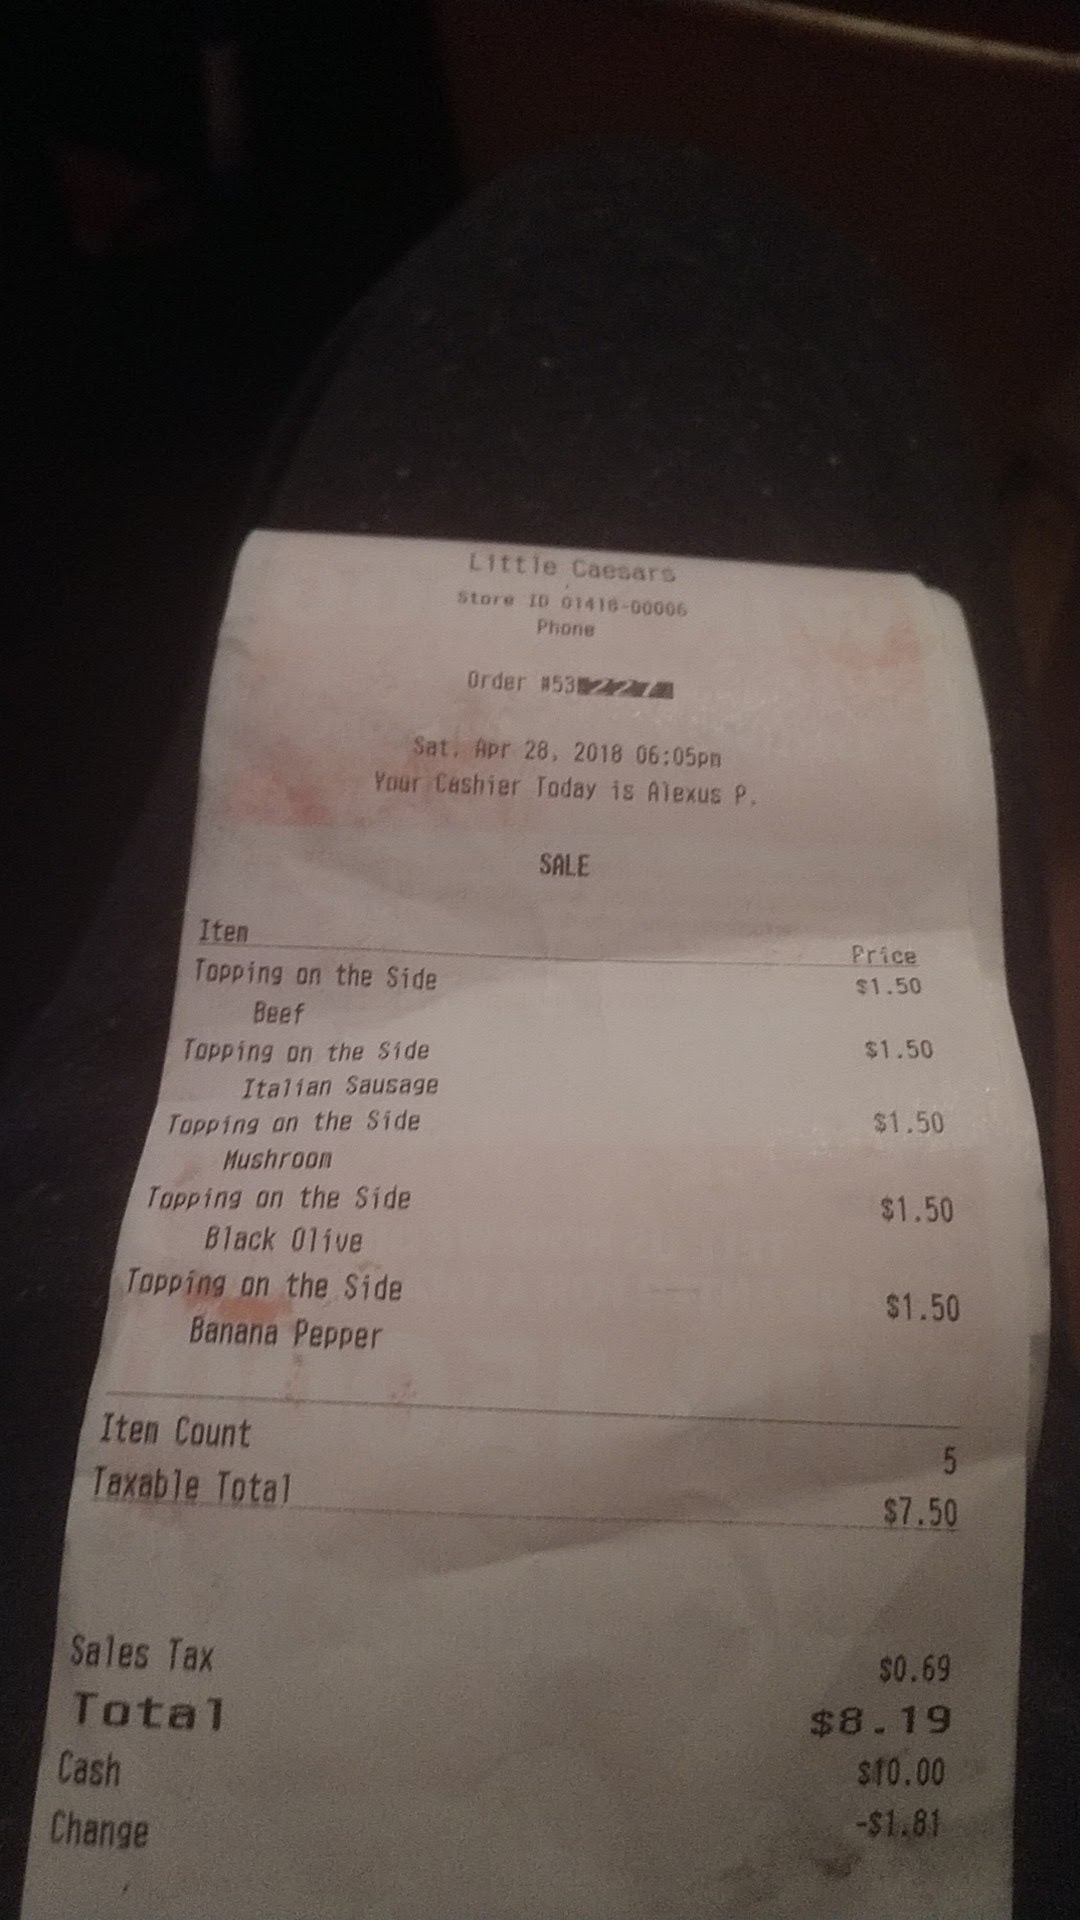 Little Caesars
Store ID 01418-00006
Phone
Order #53
Sat. Apr 28, 2018 06:05pm
Your Cashier Today is Alexus P.
SALE
Item Price
Topping on the Side $1.50
Beef
Topping on the Side $1.50
Italian Sausage
Topping on the Side $1.50
Mushroom
Topping on the Side $1.50
Black Olive
Topping on the Side $1.50
Banana Pepper
Item Count 5
Taxable Total $7.50
Sales Tax $0.69
Total $8.19
Cash $10.00
Change -$1.81